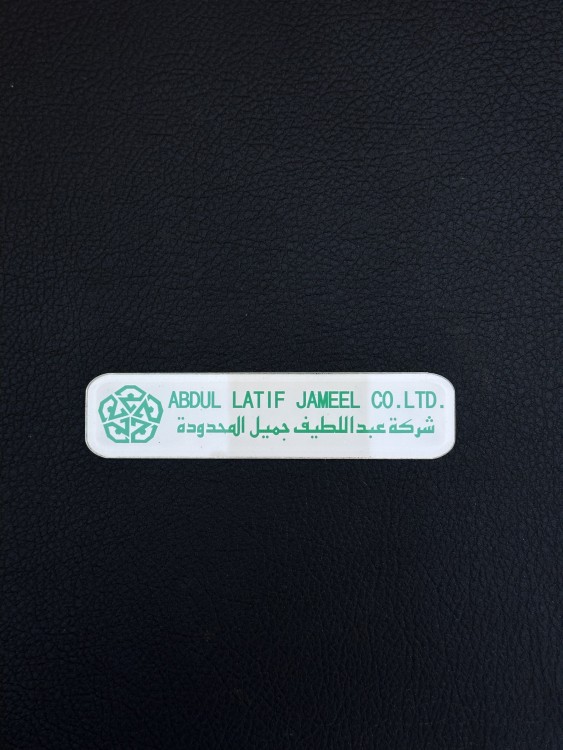 ABDUL LATIF JAMEEL CO.LTD.
شركة عبداللطيف جميل المحدودة